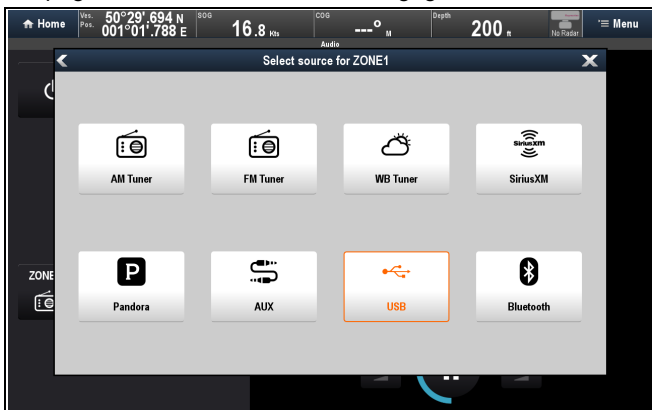 Home
Ves. Pos. 50°29'.694 N
001°01'.788 E
SOG 16.8 Kts
COG ---° M
Depth 200 ft
No Radar
Menu
Audio
Select source for ZONE1
AM Tuner
FM Tuner
WB Tuner
SiriusXM
SiriusXM
Pandora
AUX
USB
Bluetooth
ZONE